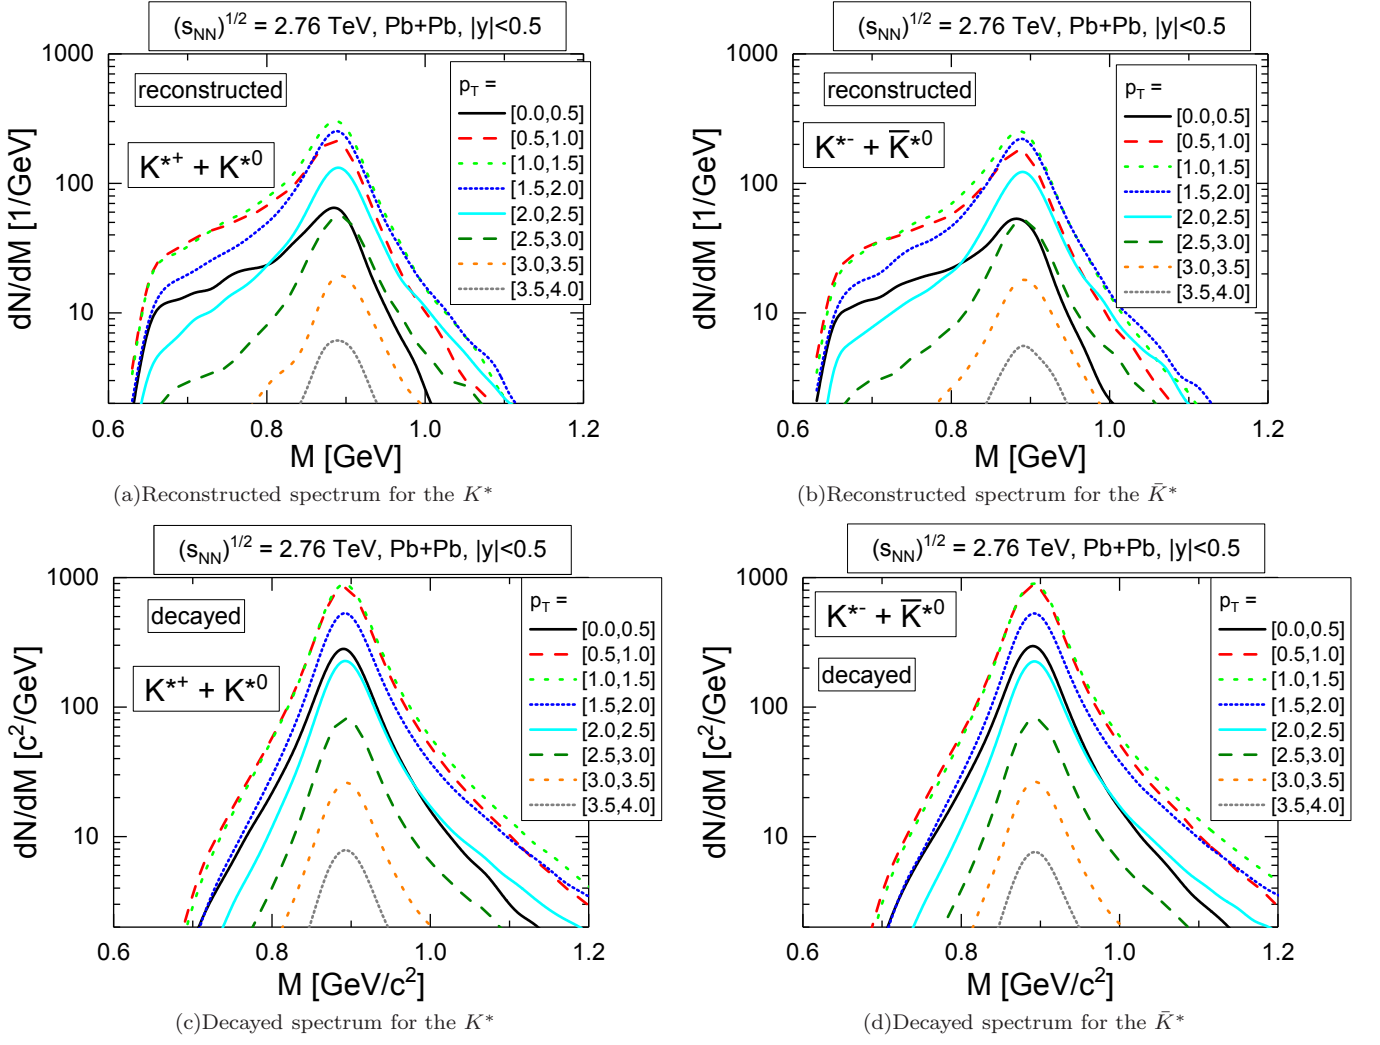 (s_NN)^1/2 = 2.76 TeV, Pb+Pb, |y|<0.5
reconstructed
K*+ + K*0
p_T =
[0.0,0.5]
[0.5,1.0]
[1.0,1.5]
[1.5,2.0]
[2.0,2.5]
[2.5,3.0]
[3.0,3.5]
[3.5,4.0]
dN/dM [1/GeV]
1000
100
10
0.6 0.8 1.0 1.2
M [GeV]
(a)Reconstructed spectrum for the K*
(s_NN)^1/2 = 2.76 TeV, Pb+Pb, |y|<0.5
reconstructed
K*- + K̅*0
p_T =
[0.0,0.5]
[0.5,1.0]
[1.0,1.5]
[1.5,2.0]
[2.0,2.5]
[2.5,3.0]
[3.0,3.5]
[3.5,4.0]
dN/dM [1/GeV]
1000
100
10
0.6 0.8 1.0 1.2
M [GeV]
(b)Reconstructed spectrum for the K̄*
(s_NN)^1/2 = 2.76 TeV, Pb+Pb, |y|<0.5
decayed
K*+ + K*0
p_T =
[0.0,0.5]
[0.5,1.0]
[1.0,1.5]
[1.5,2.0]
[2.0,2.5]
[2.5,3.0]
[3.0,3.5]
[3.5,4.0]
dN/dM [c²/GeV]
1000
100
10
0.6 0.8 1.0 1.2
M [GeV/c²]
(c)Decayed spectrum for the K*
(s_NN)^1/2 = 2.76 TeV, Pb+Pb, |y|<0.5
K*- + K̅*0
decayed
p_T =
[0.0,0.5]
[0.5,1.0]
[1.0,1.5]
[1.5,2.0]
[2.0,2.5]
[2.5,3.0]
[3.0,3.5]
[3.5,4.0]
dN/dM [c²/GeV]
1000
100
10
0.6 0.8 1.0 1.2
M [GeV/c²]
(d)Decayed spectrum for the K̄*